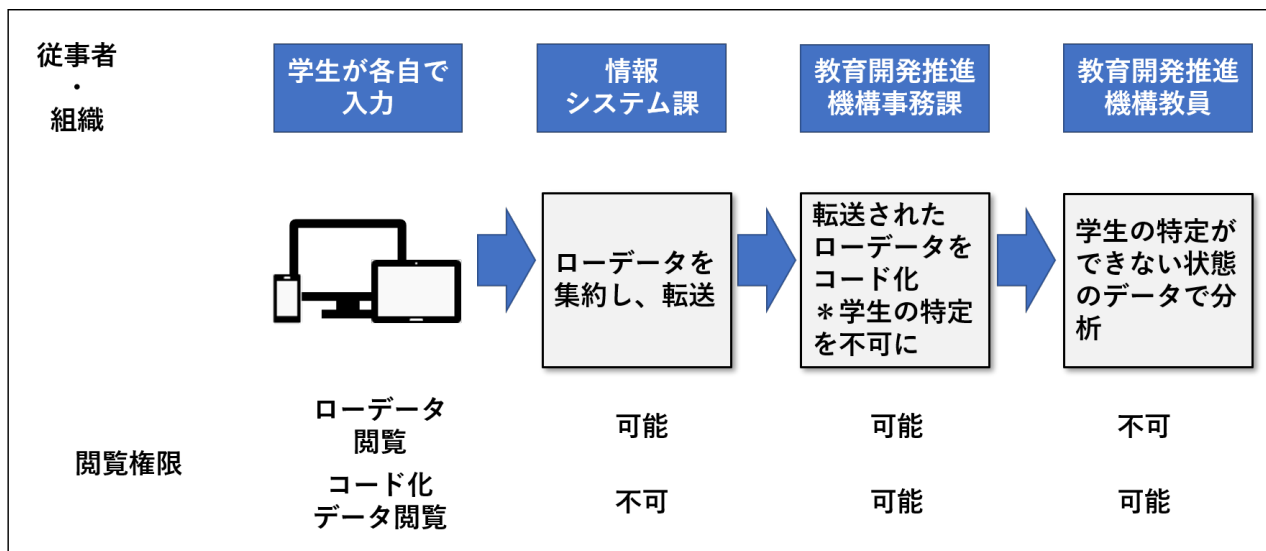 従事者
・
組織
学生が各自で
入力
情報
システム課
教育開発推進
機構事務課
教育開発推進
機構教員
ローデータを
集約し、転送
転送された
ローデータを
コード化
＊学生の特定
を不可に
学生の特定が
できない状態
のデータで分
析
閲覧権限
ローデータ
閲覧
可能
可能
不可
コード化
データ閲覧
不可
可能
可能